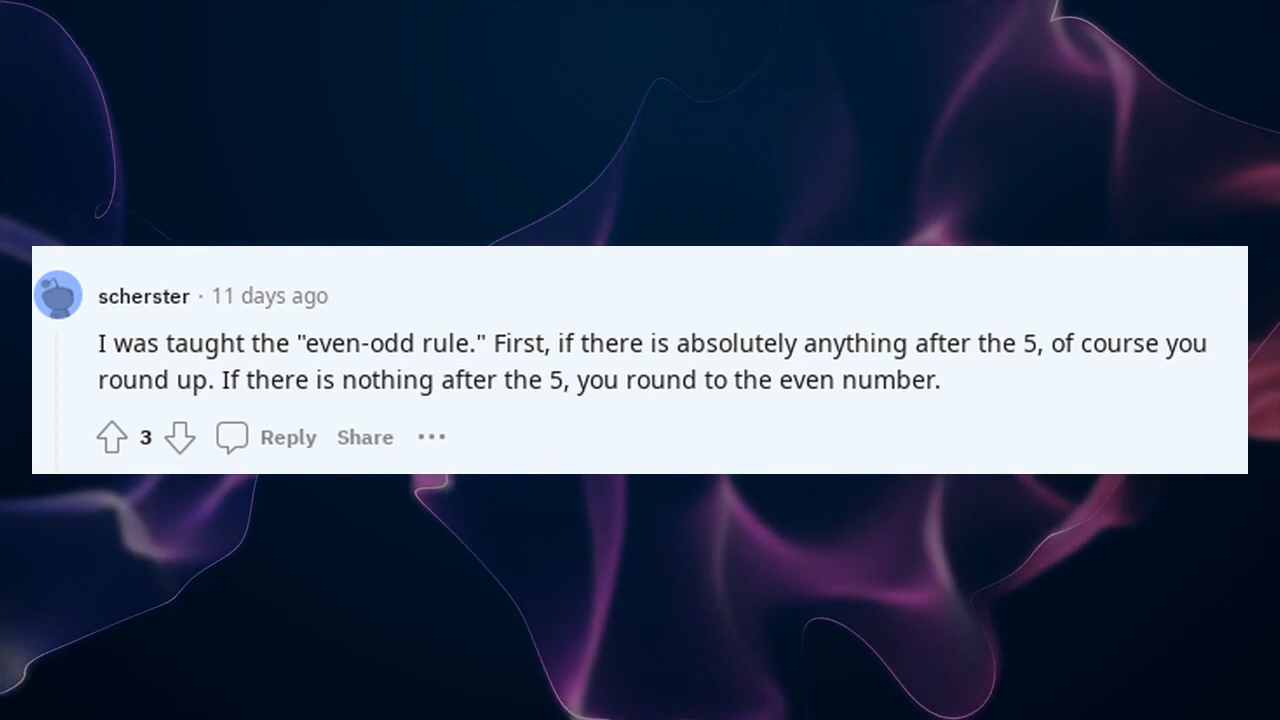 scherster · 11 days ago
I was taught the "even-odd rule." First, if there is absolutely anything after the 5, of course you
round up. If there is nothing after the 5, you round to the even number.
3 Reply Share ···